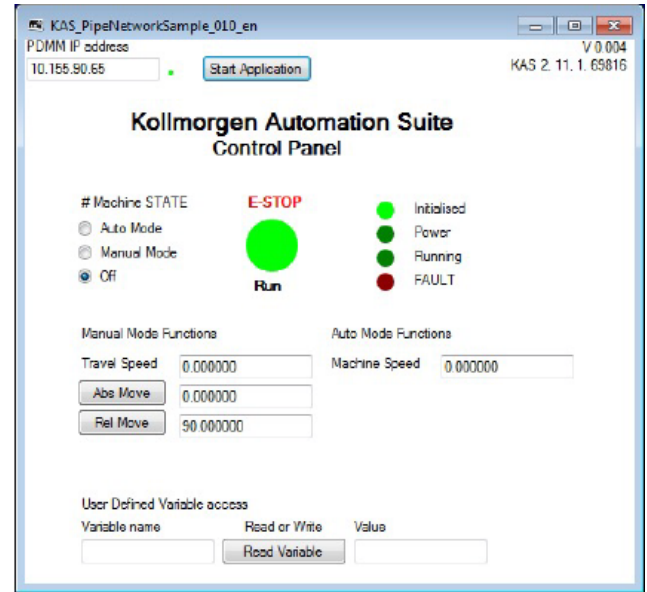 KAS_PipeNetworkSample_010_en
PDMM IP address
V 0.004
10.155.90.65
Start Application
KAS 2. 11. 1. 69816
Kollmorgen Automation Suite
Control Panel
# Machine STATE
E-STOP
Initialised
Auto Mode
Power
Manual Mode
Running
Off
Run
FAULT
Manual Mode Functions
Auto Mode Functions
Travel Speed
0.000000
Machine Speed
0.000000
Abs Move
0.000000
Rel Move
90.000000
User Defined Variable access
Variable name
Read or Write
Value
Read Variable